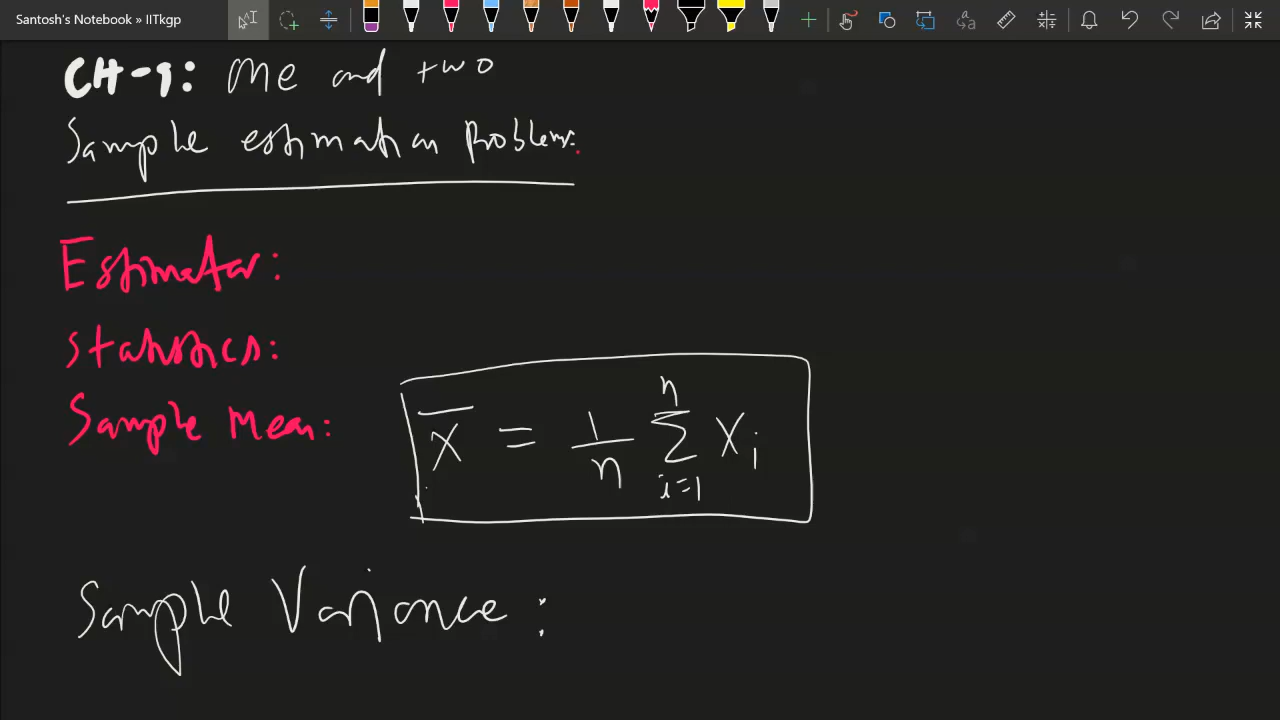 Santosh's Notebook » IITkgp
CH-9: One and two
Sample estimation Problems:
Estimator:
Statistics:
Sample Mean:
X̄ = 1/n ∑_{i=1}^{n} X_i
Sample Variance: